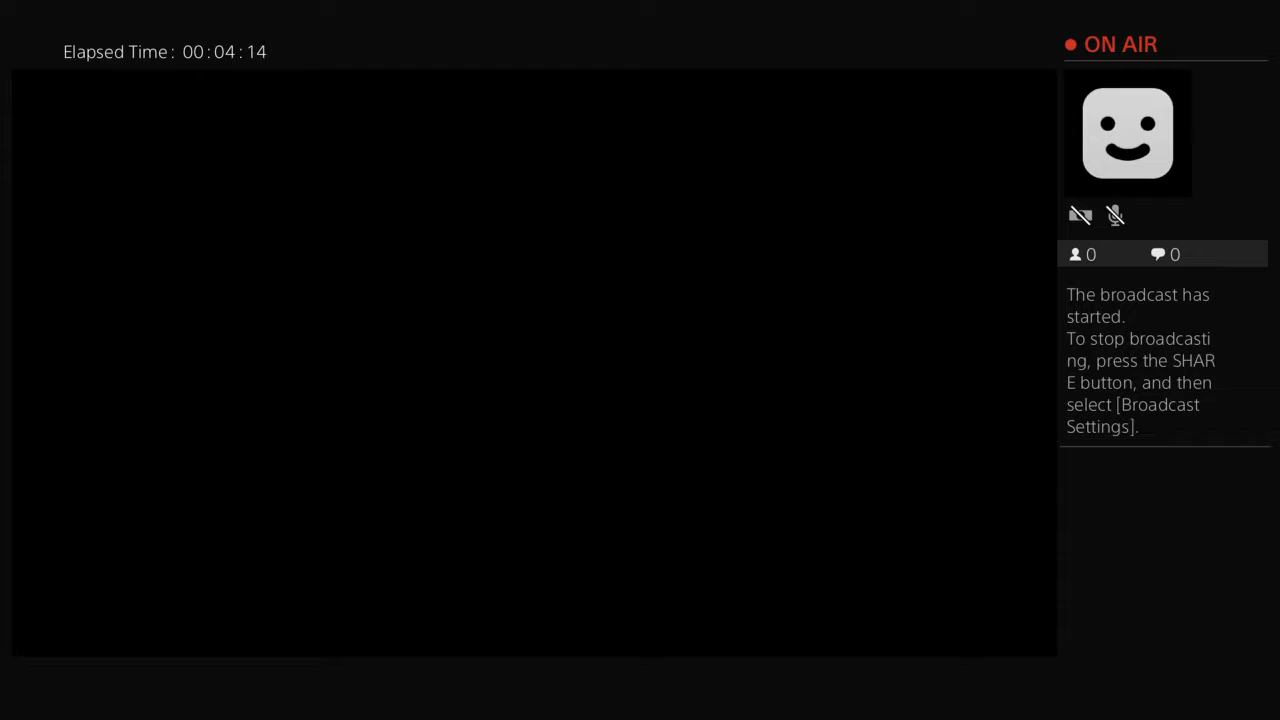 Elapsed Time: 00:04:14
ON AIR
0 0
The broadcast has
started.
To stop broadcasti
ng, press the SHAR
E button, and then
select [Broadcast
Settings].